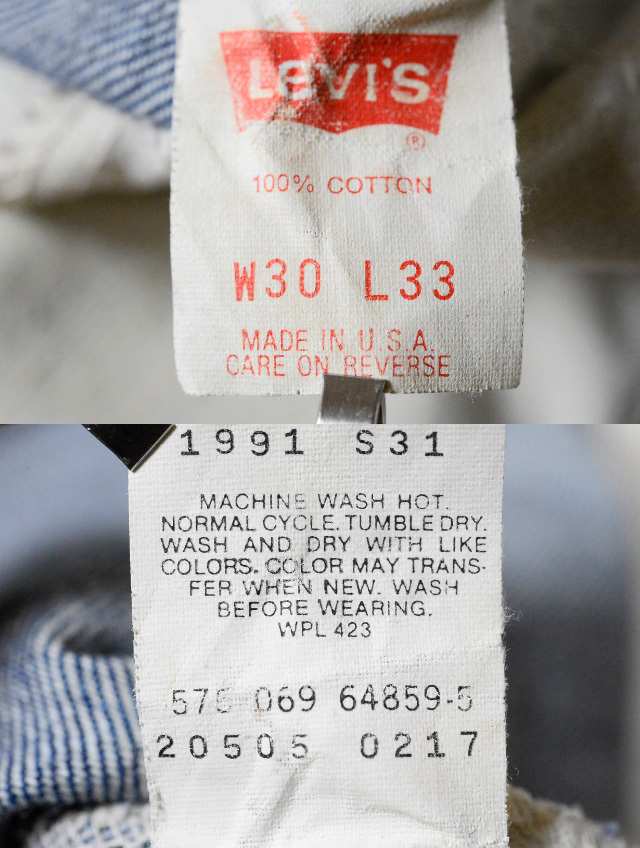 Levi's
®
100% COTTON
W30 L33
MADE IN U.S.A.
CARE ON REVERSE
1991 S31
MACHINE WASH HOT.
NORMAL CYCLE. TUMBLE DRY.
WASH AND DRY WITH LIKE
COLORS. COLOR MAY TRANS-
FER WHEN NEW. WASH
BEFORE WEARING.
WPL 423
069 64859-5
20505 0217